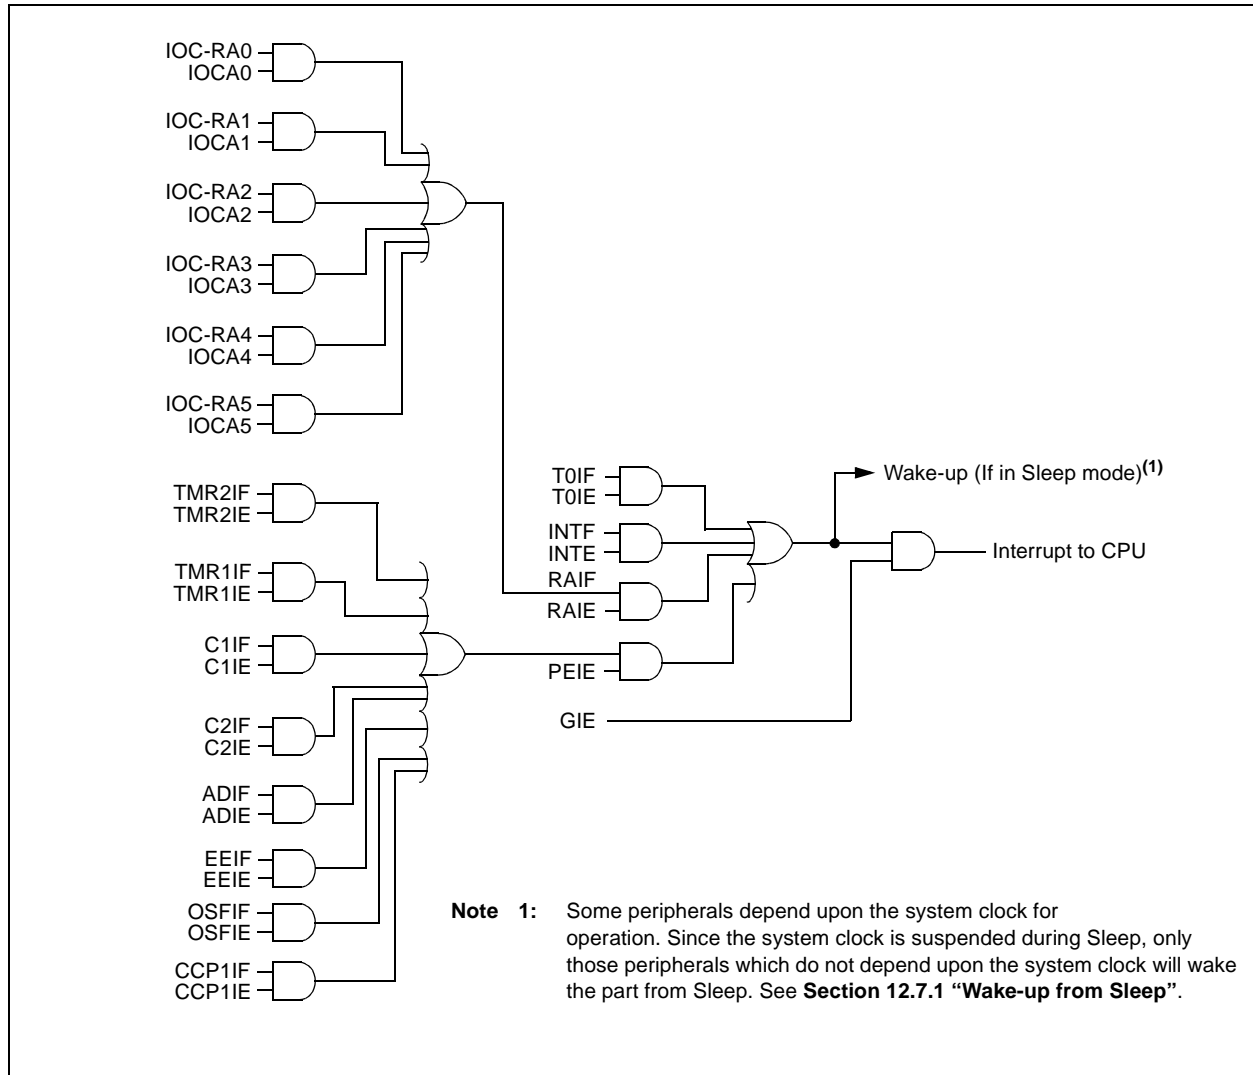 IOC-RA0
IOCA0
IOC-RA1
IOCA1
IOC-RA2
IOCA2
IOC-RA3
IOCA3
IOC-RA4
IOCA4
IOC-RA5
IOCA5
TMR2IF
TMR2IE
TMR1IF
TMR1IE
C1IF
C1IE
C2IF
C2IE
ADIF
ADIE
EEIF
EEIE
OSFIF
OSFIE
CCP1IF
CCP1IE
T0IF
T0IE
INTF
INTE
RAIF
RAIE
PEIE
GIE
Wake-up (If in Sleep mode)(1)
Interrupt to CPU
Note 1: Some peripherals depend upon the system clock for
operation. Since the system clock is suspended during Sleep, only
those peripherals which do not depend upon the system clock will wake
the part from Sleep. See Section 12.7.1 “Wake-up from Sleep”.